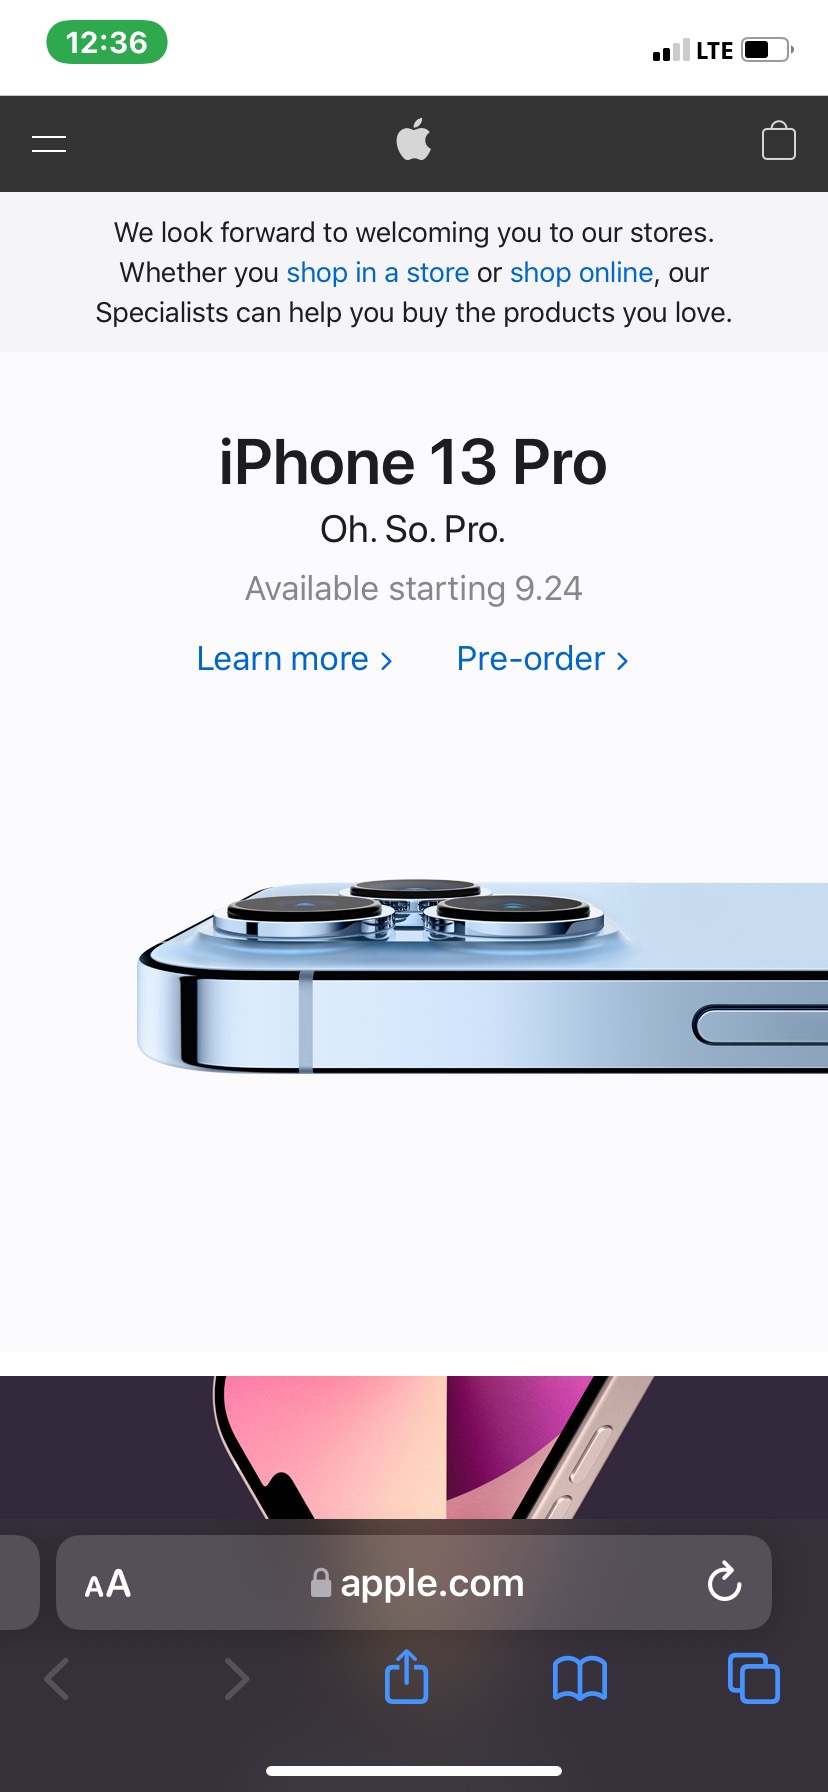 12:36
LTE
We look forward to welcoming you to our stores.
Whether you shop in a store or shop online, our
Specialists can help you buy the products you love.
iPhone 13 Pro
Oh. So. Pro.
Available starting 9.24
Learn more > Pre-order >
AA apple.com